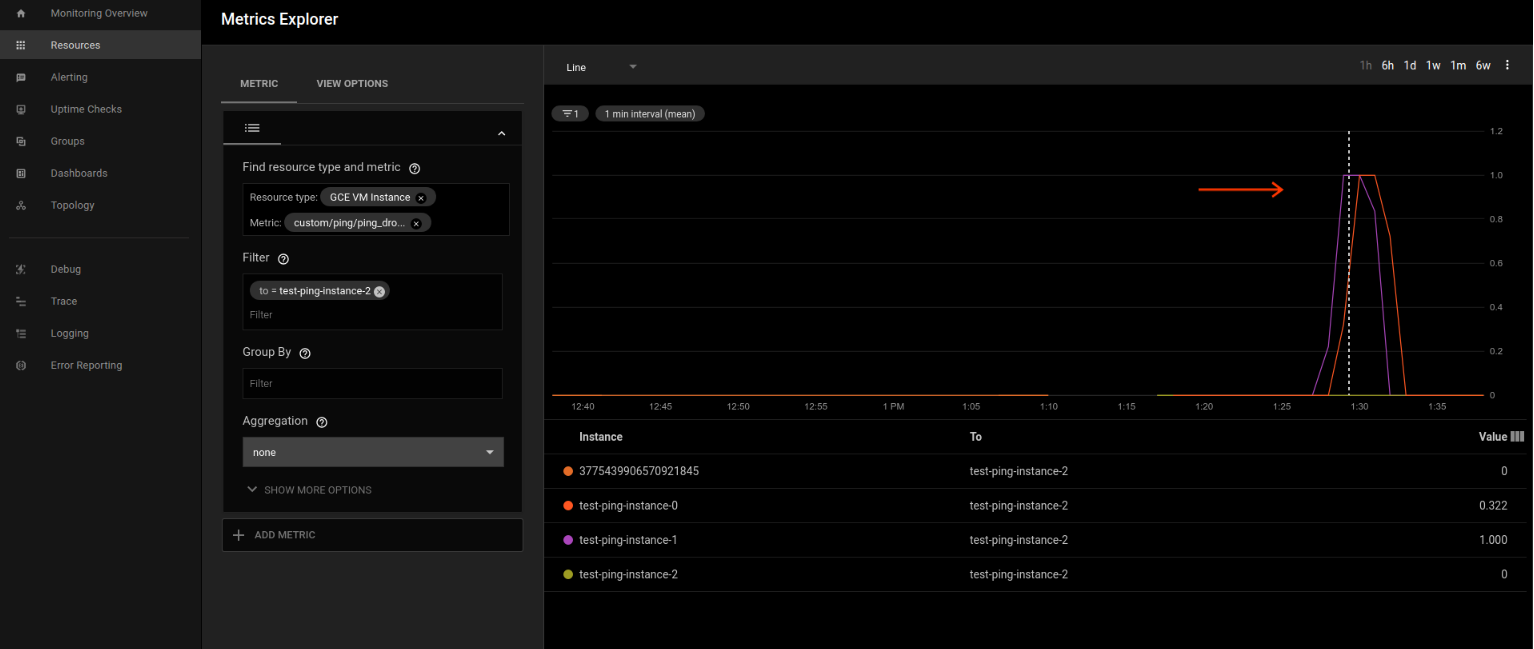 Monitoring Overview
Resources
Alerting
Uptime Checks
Groups
Dashboards
Topology
Debug
Trace
Logging
Error Reporting
Metrics Explorer
METRIC VIEW OPTIONS
Find resource type and metric ?
Resource type: GCE VM Instance
Metric: custom/ping/ping_dro...
Filter ?
to = test-ping-instance-2
Filter
Group By ?
Filter
Aggregation ?
none
SHOW MORE OPTIONS
ADD METRIC
Line
1h 6h 1d 1w 1m 6w
1 1 min interval (mean)
1.2
1.0
0.8
0.6
0.4
0.2
0
12:40 12:45 12:50 12:55 1 PM 1:05 1:10 1:15 1:20 1:25 1:30 1:35
Instance To Value
3775439906570921845 test-ping-instance-2 0
test-ping-instance-0 test-ping-instance-2 0.322
test-ping-instance-1 test-ping-instance-2 1.000
test-ping-instance-2 test-ping-instance-2 0